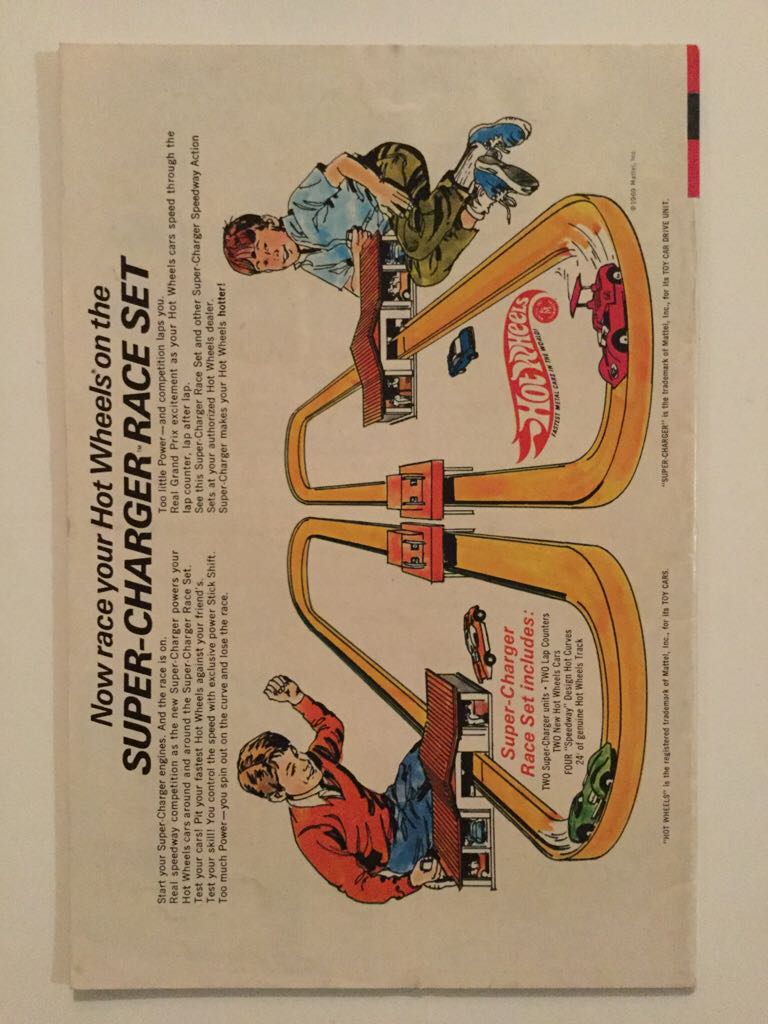 Now race your Hot Wheels® on the
SUPER-CHARGER™ RACE SET
Start your Super-Charger engines. And the race is on.
Real speedway competition as the new Super-Charger powers your
Hot Wheels cars around and around the Super-Charger Race Set.
Test your cars! Pit your fastest Hot Wheels against your friend's.
Test your skill! You control the speed with exclusive power Stick Shift.
Too much Power—you spin out on the curve and lose the race.
Too little Power—and competition laps you.
Real Grand Prix excitement as your Hot Wheels cars speed through the
lap counter, lap after lap.
See this Super-Charger Race Set and other Super-Charger Speedway Action
Sets at your authorized Hot Wheels dealer.
Super-Charger makes your Hot Wheels hotter!
Super-Charger
Race Set includes:
TWO Super-Charger units • TWO Lap Counters
TWO New Hot Wheels Cars
FOUR "Speedway" Design Hot Curves
24' of genuine Hot Wheels Track
HOT WHEELS
FASTEST METAL CARS IN THE WORLD!
© 1969 Mattel, Inc.
"HOT WHEELS" is the registered trademark of Mattel, Inc., for its TOY CARS.
"SUPER-CHARGER" is the trademark of Mattel, Inc., for its TOY CAR DRIVE UNIT.